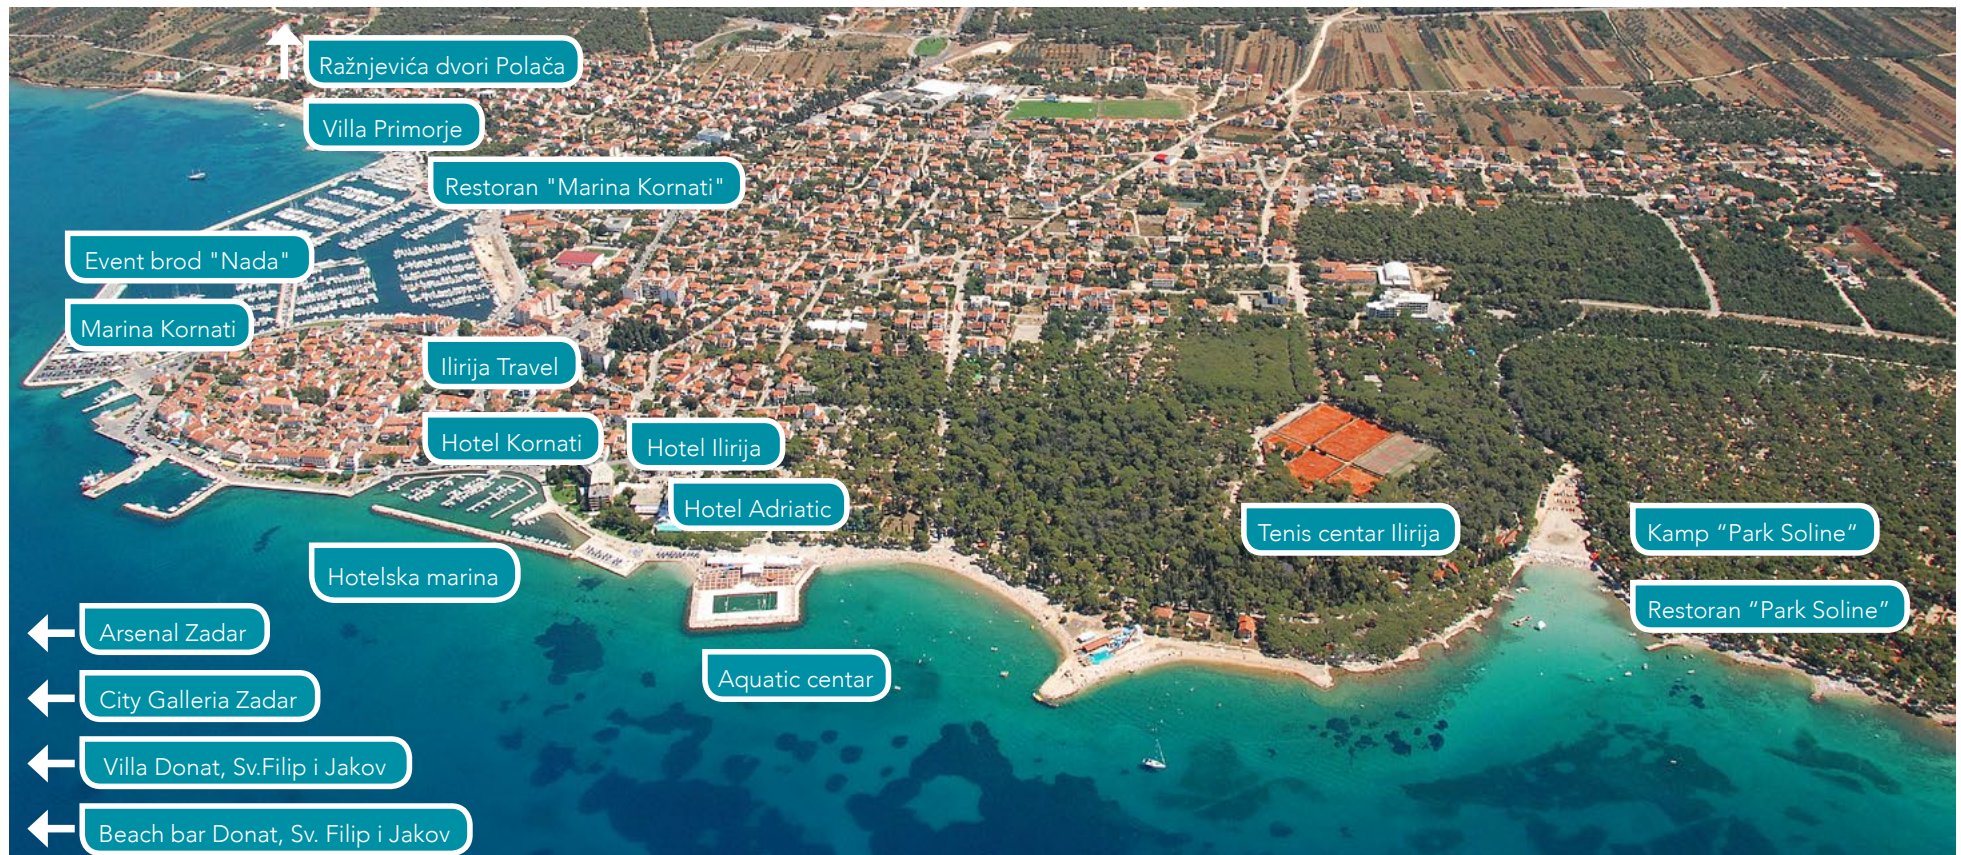 Ražnjevića dvori Polača
Villa Primorje
Restoran "Marina Kornati"
Event brod "Nada"
Marina Kornati
Ilirija Travel
Hotel Kornati
Hotel Ilirija
Hotel Adriatic
Tenis centar Ilirija
Kamp “Park Soline“
Hotelska marina
Restoran “Park Soline”
Arsenal Zadar
Aquatic centar
City Galleria Zadar
Villa Donat, Sv.Filip i Jakov
Beach bar Donat, Sv. Filip i Jakov